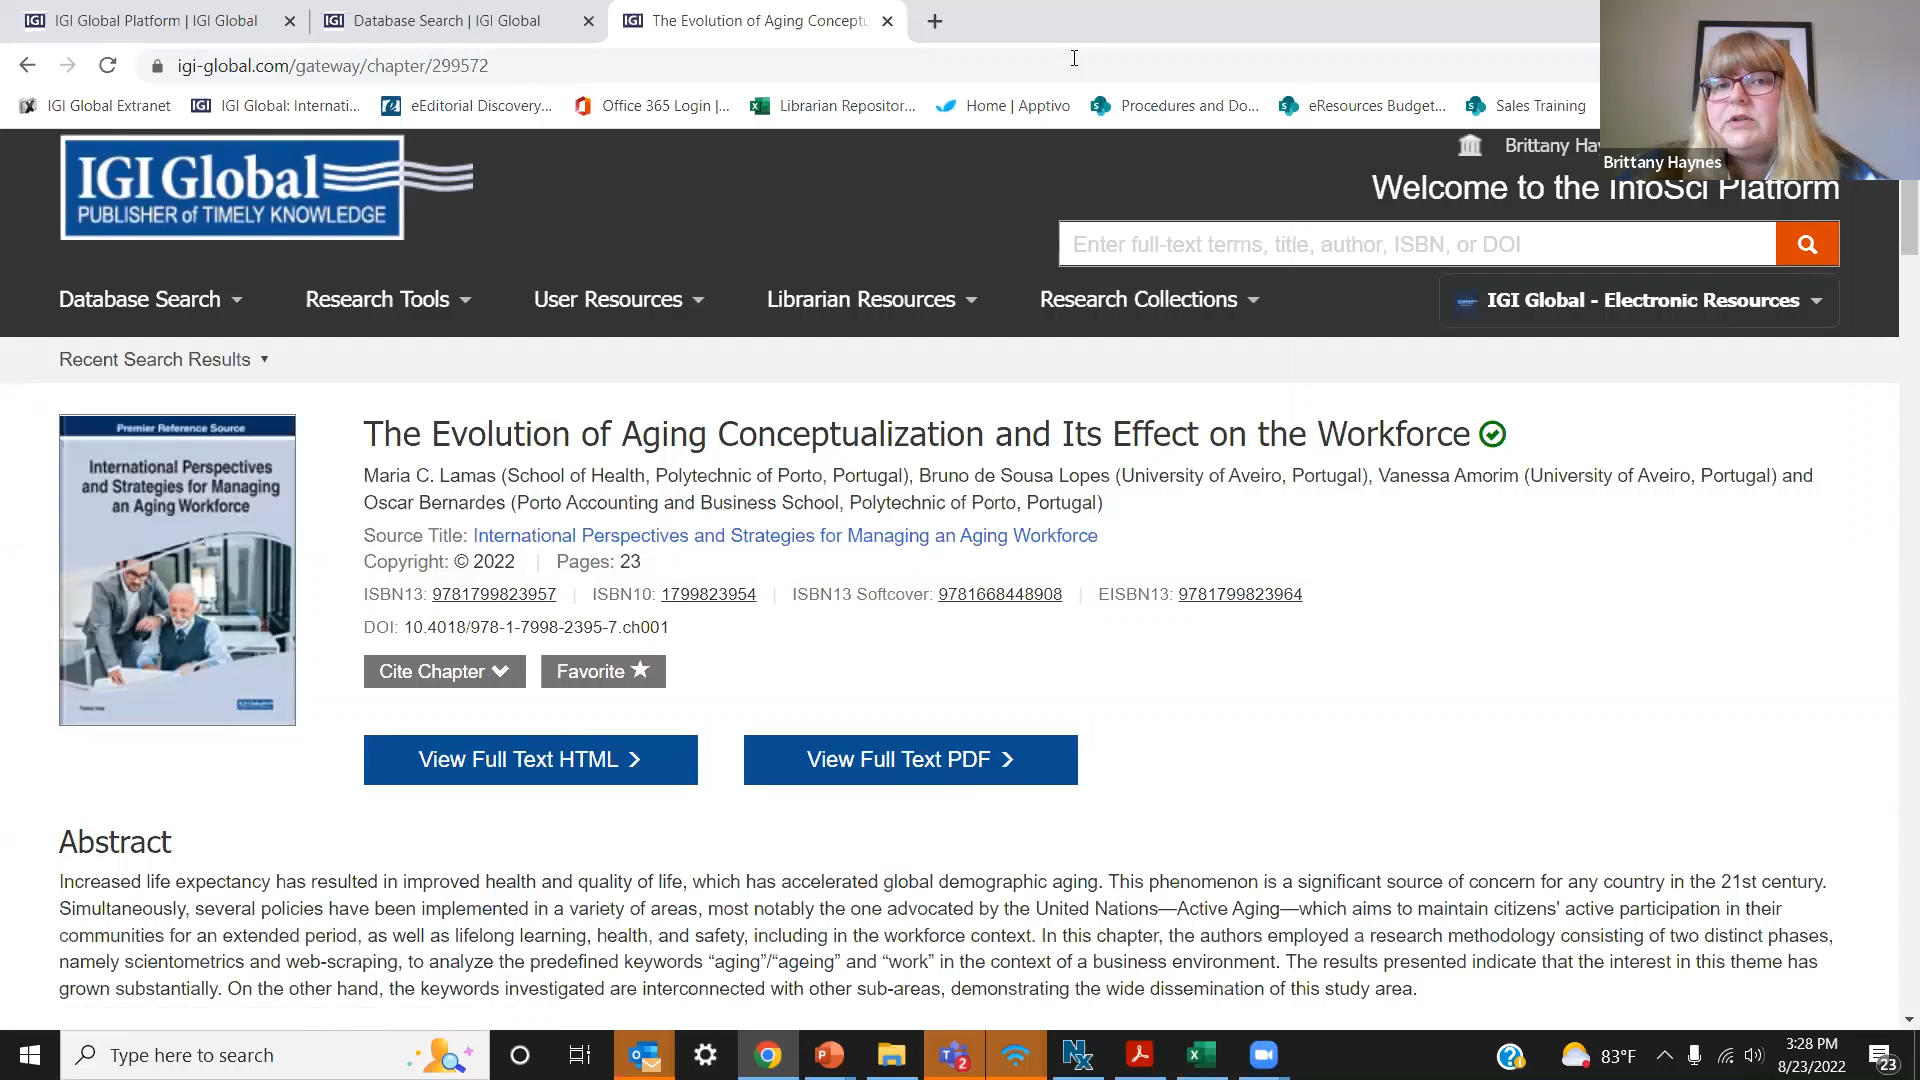 IGI Global Platform | IGI Global
Database Search | IGI Global
The Evolution of Aging Conceptu
igi-global.com/gateway/chapter/299572
IGI Global Extranet
IGI Global: Internati...
eEditorial Discovery...
Office 365 Login |...
Librarian Repositor...
Home | Apptivo
Procedures and Do...
eResources Budget...
Sales Training
IGI Global
PUBLISHER of TIMELY KNOWLEDGE
Brittany Hay
Brittany Haynes
Welcome to the InfoSci Platform
Enter full-text terms, title, author, ISBN, or DOI
Database Search
Research Tools
User Resources
Librarian Resources
Research Collections
IGI Global - Electronic Resources
Recent Search Results
Premier Reference Source
International Perspectives
and Strategies for Managing
an Aging Workforce
The Evolution of Aging Conceptualization and Its Effect on the Workforce
Maria C. Lamas (School of Health, Polytechnic of Porto, Portugal), Bruno de Sousa Lopes (University of Aveiro, Portugal), Vanessa Amorim (University of Aveiro, Portugal) and
Oscar Bernardes (Porto Accounting and Business School, Polytechnic of Porto, Portugal)
Source Title: International Perspectives and Strategies for Managing an Aging Workforce
Copyright: © 2022 | Pages: 23
ISBN13: 9781799823957 | ISBN10: 1799823954 | ISBN13 Softcover: 9781668448908 | EISBN13: 9781799823964
DOI: 10.4018/978-1-7998-2395-7.ch001
Cite Chapter
Favorite
View Full Text HTML
View Full Text PDF
Abstract
Increased life expectancy has resulted in improved health and quality of life, which has accelerated global demographic aging. This phenomenon is a significant source of concern for any country in the 21st century.
Simultaneously, several policies have been implemented in a variety of areas, most notably the one advocated by the United Nations—Active Aging—which aims to maintain citizens' active participation in their
communities for an extended period, as well as lifelong learning, health, and safety, including in the workforce context. In this chapter, the authors employed a research methodology consisting of two distinct phases,
namely scientometrics and web-scraping, to analyze the predefined keywords “aging”/“ageing” and “work” in the context of a business environment. The results presented indicate that the interest in this theme has
grown substantially. On the other hand, the keywords investigated are interconnected with other sub-areas, demonstrating the wide dissemination of this study area.
Type here to search
83°F
3:28 PM
8/23/2022
23